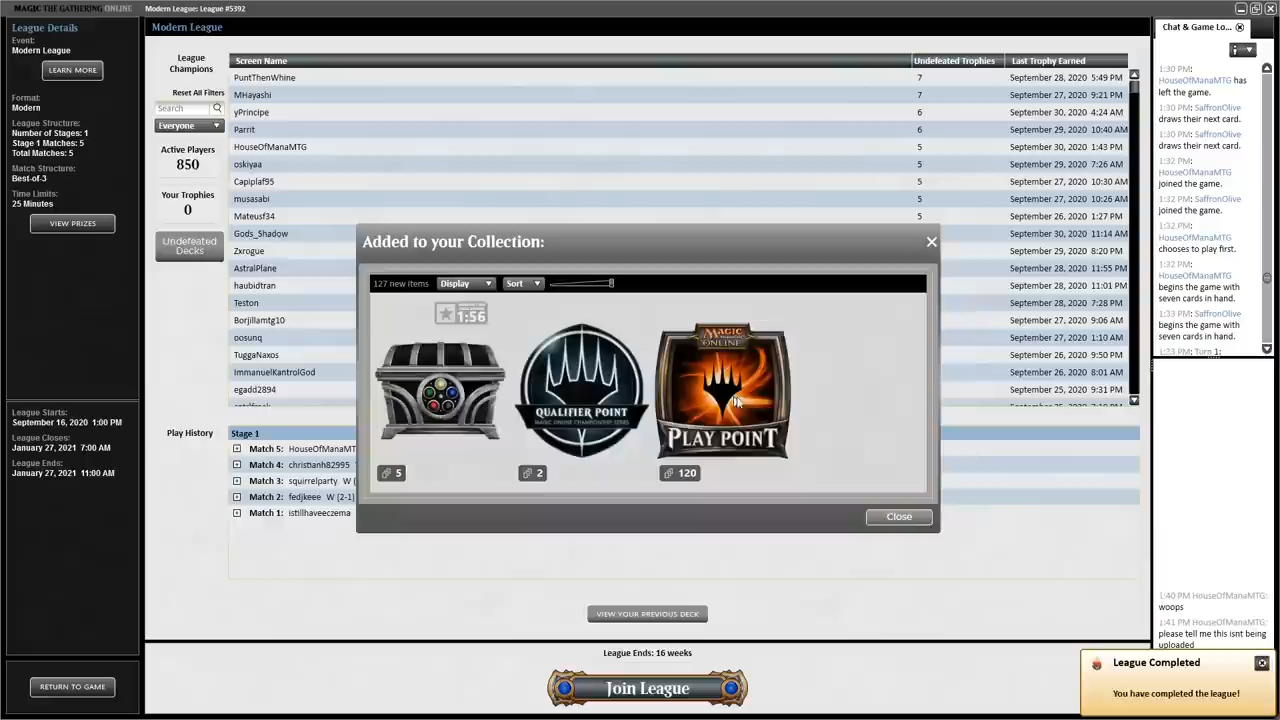 MAGIC THE GATHERING ONLINE
Modern League: League #5392
League Details
Event:
Modern League
LEARN MORE
Format:
Modern
League Structure:
Number of Stages: 1
Stage 1 Matches: 5
Total Matches: 5
Match Structure:
Best-of-3
Time Limits:
25 Minutes
VIEW PRIZES
League Starts:
September 16, 2020 1:00 PM
League Closes:
January 27, 2021 7:00 AM
League Ends:
January 27, 2021 11:00 AM
RETURN TO GAME
Modern League
League
Champions
Reset All Filters
Search
Everyone
Active Players
850
Your Trophies
0
Undefeated
Decks
Screen Name Undefeated Trophies Last Trophy Earned
PuntThenWhine 7 September 28, 2020 5:49 PM
MHayashi 7 September 27, 2020 9:21 PM
yPrincipe 6 September 30, 2020 4:24 AM
Parrit 6 September 29, 2020 10:40 AM
HouseOfManaMTG 5 September 30, 2020 1:43 PM
oskiyaa 5 September 29, 2020 7:26 AM
Capiplaf95 5 September 27, 2020 10:30 AM
musasabi 5 September 27, 2020 10:26 AM
Mateusf34 5 September 26, 2020 1:27 PM
Gods_Shadow September 30, 2020 11:14 AM
Zxrogue September 29, 2020 8:20 PM
AstralPlane September 28, 2020 11:55 PM
haubidtran September 28, 2020 11:01 AM
Teston September 28, 2020 7:28 PM
Borjillamtg10 September 27, 2020 9:06 AM
oosunq September 27, 2020 1:10 AM
TuggaNaxos September 26, 2020 9:50 PM
ImmanuelKantrolGod September 26, 2020 8:01 AM
egadd2894 September 25, 2020 9:31 PM
Added to your Collection:
127 new items
Display
Sort
1:56
QUALIFIER POINT
MAGIC ONLINE CHAMPIONSHIP SERIES
MAGIC ONLINE
PLAY POINT
5
2
120
Close
Play History
Stage 1
Match 5: HouseOfManaMT
Match 4: christianh82995
Match 3: squirrelparty W (
Match 2: fedjkeee W (2-1)
Match 1: istillhaveeczema
VIEW YOUR PREVIOUS DECK
League Ends: 16 weeks
Join League
Chat & Game Lo...
1:30 PM:
HouseOfManaMTG has
left the game.
1:30 PM: SaffronOlive
draws their next card.
1:30 PM: SaffronOlive
draws their next card.
1:32 PM:
HouseOfManaMTG
joined the game.
1:32 PM: SaffronOlive
joined the game.
1:32 PM:
HouseOfManaMTG
chooses to play first.
1:32 PM:
HouseOfManaMTG
begins the game with
seven cards in hand.
1:33 PM: SaffronOlive
begins the game with
seven cards in hand.
1:23 PM: Turn 1:
1:40 PM HouseOfManaMTG:
woops
1:41 PM HouseOfManaMTG:
please tell me this isnt being
uploaded
League Completed
You have completed the league!